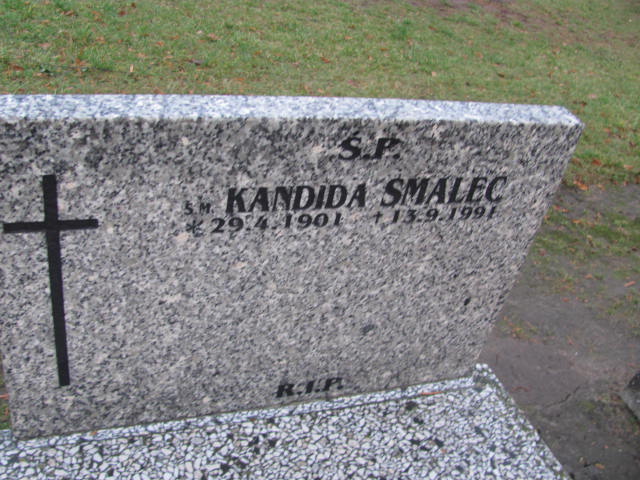 Ś.P.
S.M. KANDIDA SMALEC
* 29.4.1901 † 13.9.1991
R.I.P.